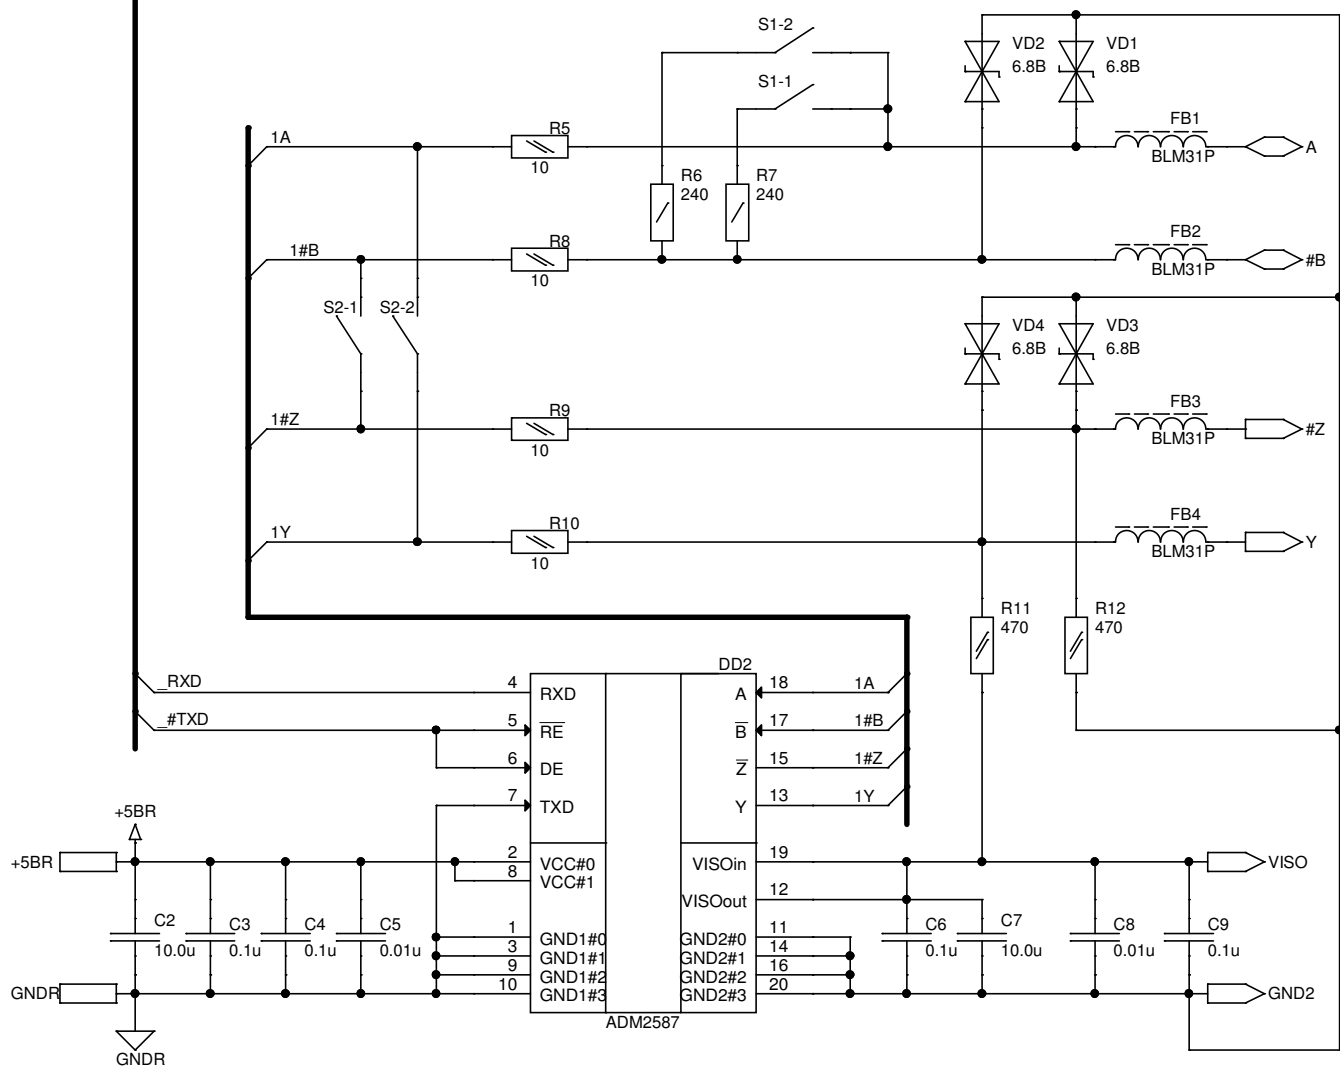 S1-2
VD2
6.8B
VD1
6.8B
S1-1
FB1
BLM31P
A
1A
R5
10
R6
240
R7
240
1#B
R8
10
FB2
BLM31P
#B
S2-1
S2-2
VD4
6.8B
VD3
6.8B
1#Z
R9
10
FB3
BLM31P
#Z
1Y
R10
10
FB4
BLM31P
Y
R11
470
R12
470
DD2
_RXD
4
RXD
A
18
1A
_#TXD
5
RE
B
17
1#B
6
DE
Z
15
1#Z
7
TXD
Y
13
1Y
+5BR
+5BR
2
VCC#0
8
VCC#1
VISOin
19
VISO
VISOout
12
C2
10.0u
C3
0.1u
C4
0.1u
C5
0.01u
1
GND1#0
3
GND1#1
9
GND1#2
10
GND1#3
GND2#0
11
GND2#1
14
GND2#2
16
GND2#3
20
C6
0.1u
C7
10.0u
C8
0.01u
C9
0.1u
GNDR
GND2
ADM2587
GNDR